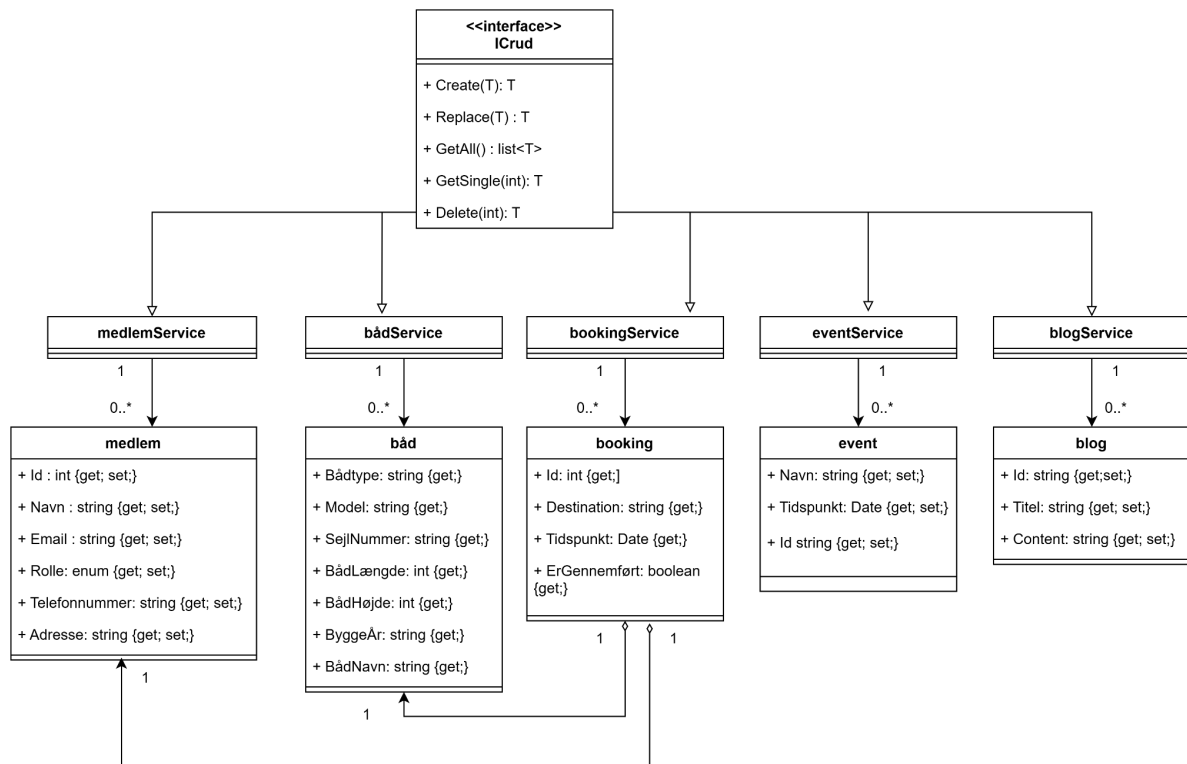 <<interface>>
ICrud
+ Create(T): T
+ Replace(T) : T
+ GetAll() : list<T>
+ GetSingle(int): T
+ Delete(int): T
medlemService
bådService
bookingService
eventService
blogService
1
1
1
1
1
0..*
0..*
0..*
0..*
0..*
medlem
+ Id : int {get; set;}
+ Navn : string {get; set;}
+ Email : string {get; set;}
+ Rolle: enum {get; set;}
+ Telefonnummer: string {get; set;}
+ Adresse: string {get; set;}
båd
+ Bådtype: string {get;}
+ Model: string {get;}
+ SejlNummer: string {get;}
+ BådLængde: int {get;}
+ BådHøjde: int {get;}
+ ByggeÅr: string {get;}
+ BådNavn: string {get;}
booking
+ Id: int {get;]
+ Destination: string {get;}
+ Tidspunkt: Date {get;}
+ ErGennemført: boolean
{get;}
event
+ Navn: string {get; set;}
+ Tidspunkt: Date {get; set;}
+ Id string {get; set;}
blog
+ Id: string {get;set;}
+ Titel: string {get; set;}
+ Content: string {get; set;}
1
1
1
1